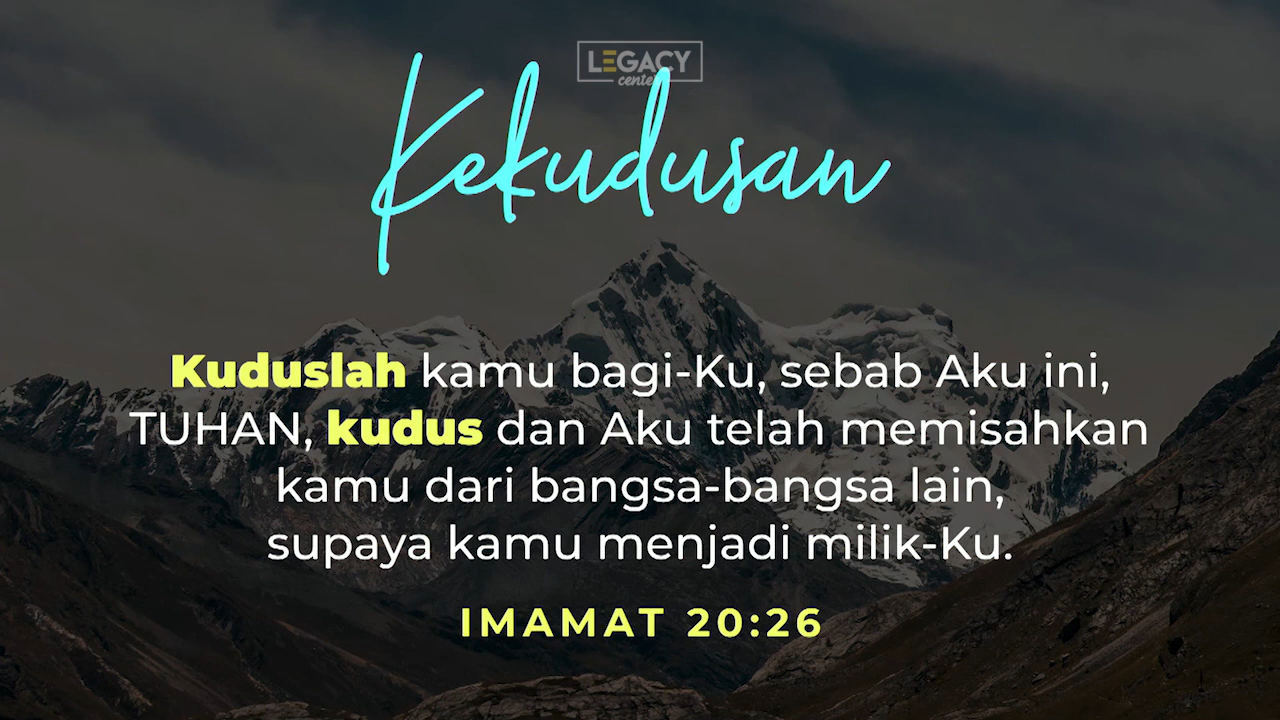 LEGACY
center
Kekudusan
Kuduslah kamu bagi-Ku, sebab Aku ini,
TUHAN, kudus dan Aku telah memisahkan
kamu dari bangsa-bangsa lain,
supaya kamu menjadi milik-Ku.
IMAMAT 20:26